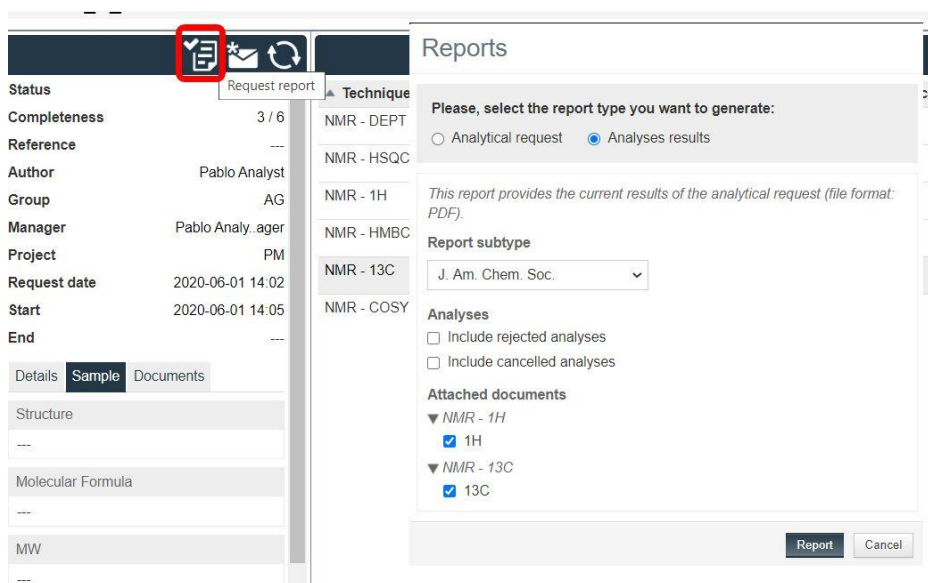 Request report
Status
Completeness 3 / 6
Reference ---
Author Pablo Analyst
Group AG
Manager Pablo Analy..ager
Project PM
Request date 2020-06-01 14:02
Start 2020-06-01 14:05
End ---
Details Sample Documents
Structure
---
Molecular Formula
---
MW
---
Technique
NMR - DEPT
NMR - HSQC
NMR - 1H
NMR - HMBC
NMR - 13C
NMR - COSY
Reports
Please, select the report type you want to generate:
Analytical request Analyses results
This report provides the current results of the analytical request (file format:
PDF).
Report subtype
J. Am. Chem. Soc.
Analyses
Include rejected analyses
Include cancelled analyses
Attached documents
NMR - 1H
1H
NMR - 13C
13C
Report Cancel